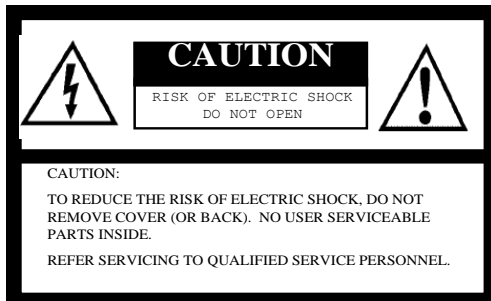 CAUTION
RISK OF ELECTRIC SHOCK
DO NOT OPEN
CAUTION:
TO REDUCE THE RISK OF ELECTRIC SHOCK, DO NOT
REMOVE COVER (OR BACK). NO USER SERVICEABLE
PARTS INSIDE.
REFER SERVICING TO QUALIFIED SERVICE PERSONNEL.